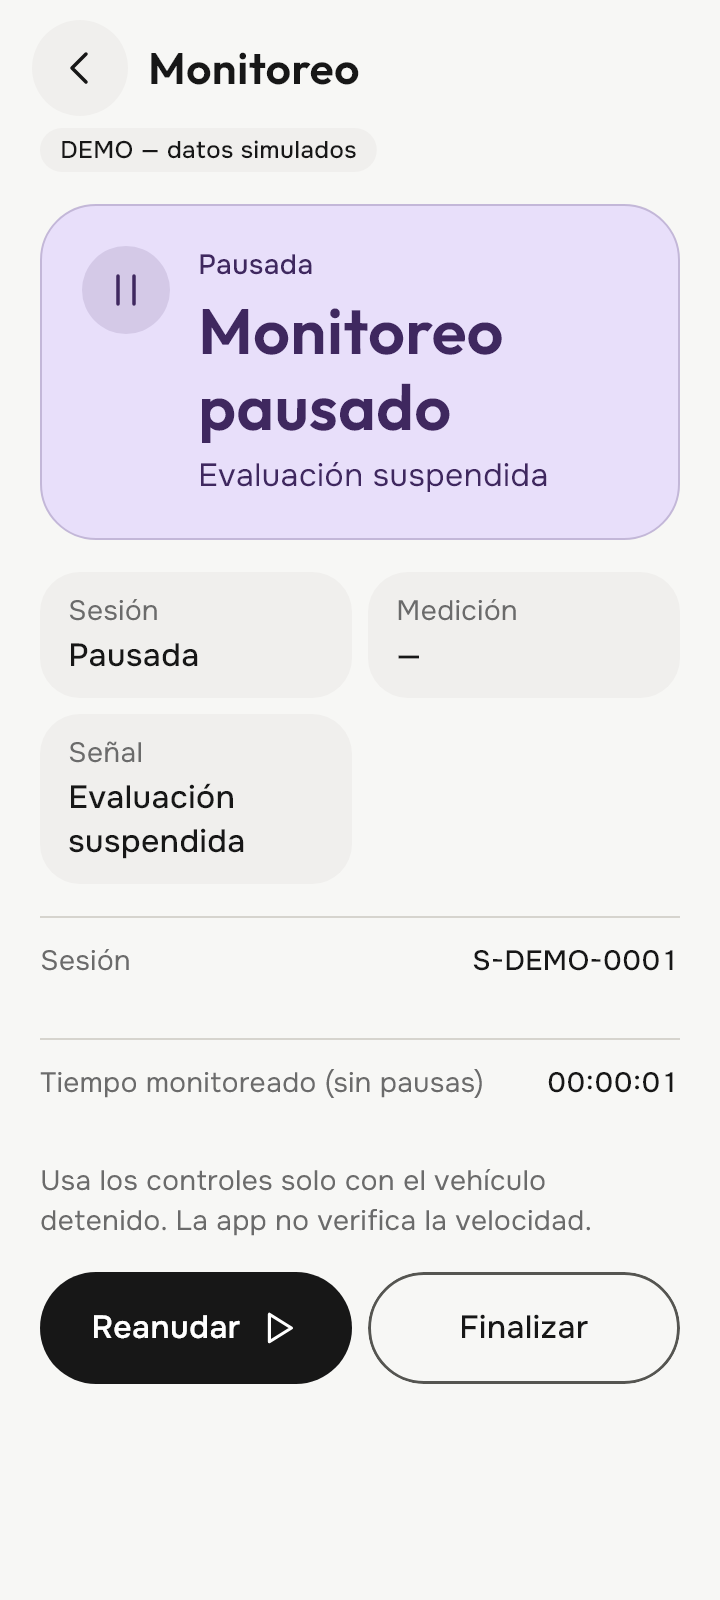 Monitoreo
DEMO — datos simulados
Pausada
Monitoreo
pausado
Evaluación suspendida
Sesión
Pausada
Medición
—
Señal
Evaluación
suspendida
Sesión
S-DEMO-0001
Tiempo monitoreado (sin pausas)
00:00:01
Usa los controles solo con el vehículo
detenido. La app no verifica la velocidad.
Reanudar
Finalizar